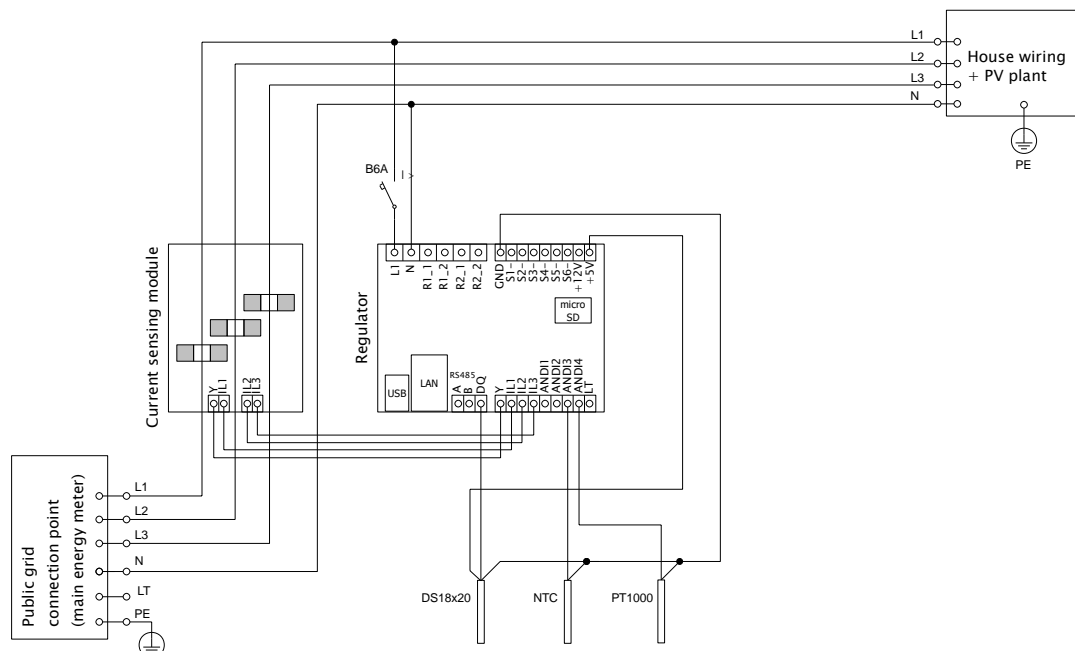 L1
L2
L3
N
House wiring
+ PV plant
PE
B6A
I >
Current sensing module
Y
IL1
IL2
IL3
Regulator
L1
N
R1_1
R1_2
R2_1
R2_2
GND
S1-
S2-
S3-
S4-
S5-
S6-
+12V
+5V
micro
SD
USB
LAN
RS485
A
B
DQ
Y
IL1
IL2
IL3
ANDI1
ANDI2
ANDI3
ANDI4
LT
Public grid
connection point
(main energy meter)
L1
L2
L3
N
LT
PE
DS18x20
NTC
PT1000